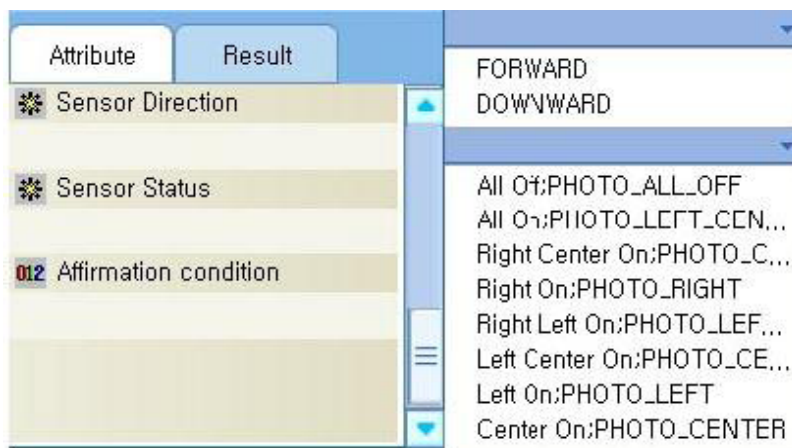 Attribute
Result
Sensor Direction
Sensor Status
012 Affirmation condition
FORWARD
DOWNWARD
All Off;PHOTO_ALL_OFF
All On;PHOTO_LEFT_CEN...
Right Center On;PHOTO_C...
Right On;PHOTO_RIGHT
Right Left On;PHOTO_LEF...
Left Center On;PHOTO_CE...
Left On;PHOTO_LEFT
Center On;PHOTO_CENTER